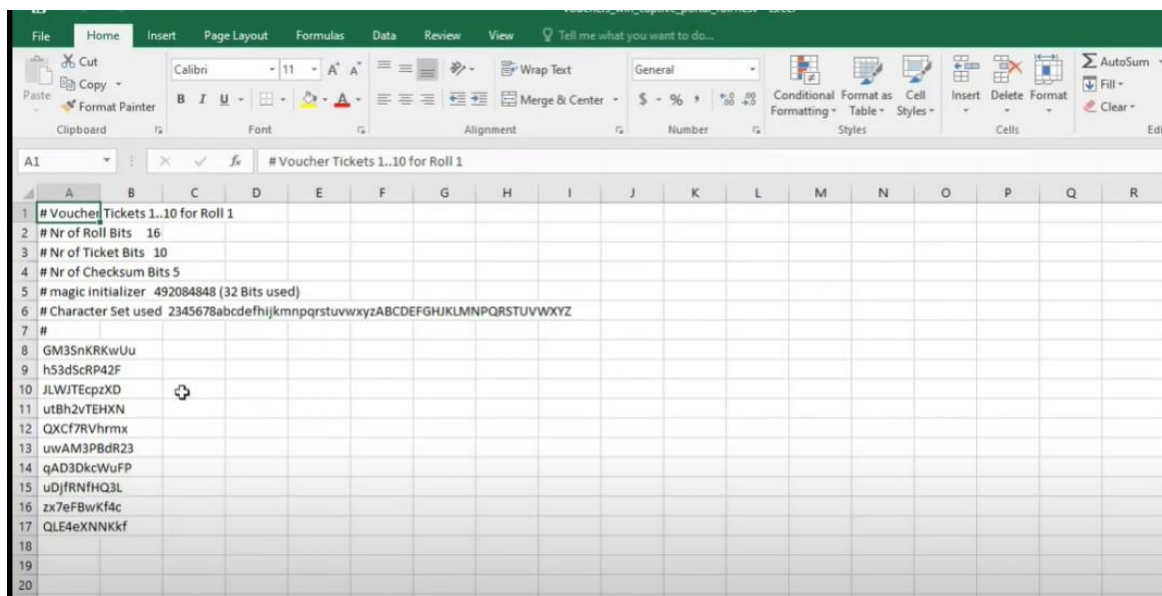 File Home Insert Page Layout Formulas Data Review View Tell me what you want to do...
Cut
Copy
Paste
Format Painter
Clipboard
Calibri 11 A A
B I U A
Font
Wrap Text
Merge & Center
Alignment
General
$ % , .0 .00
Number
Conditional Formatting
Format as Table
Cell Styles
Styles
Insert Delete Format
Cells
AutoSum
Fill
Clear
Edi
A1 fx # Voucher Tickets 1..10 for Roll 1
A B C D E F G H I J K L M N O P Q R
1 # Voucher Tickets 1..10 for Roll 1
2 # Nr of Roll Bits 16
3 # Nr of Ticket Bits 10
4 # Nr of Checksum Bits 5
5 # magic initializer 492084848 (32 Bits used)
6 # Character Set used 2345678abcdefhijkmnpqrstuvwxyzABCDEFGHJKLMNPQRSTUVWXYZ
7 #
8 GM3SnKRKwUu
9 h53dScRP42F
10 JLWJTEcpzXD
11 utBh2vTEHXN
12 QXCf7RVhrmx
13 uwAM3PBdR23
14 qAD3DkcWuFP
15 uDjfRNfHQ3L
16 zx7eFBwKf4c
17 QLE4eXNNKkf
18
19
20